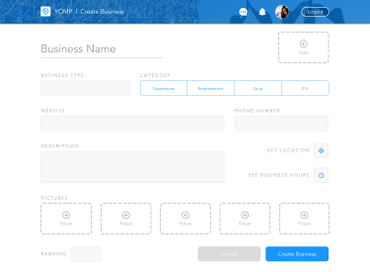 YOMP | Create Business
Logout
Business Name
Logo
BUSINESS TYPE
CATEGORY
Experiences
Entertainment
Drink
21+
WEBSITE
PHONE NUMBER
DESCRIPTION
SET LOCATION
SET BUSINESS HOURS
PICTURES
Picture
Picture
Picture
Picture
Picture
RANKING
Cancel
Create Business